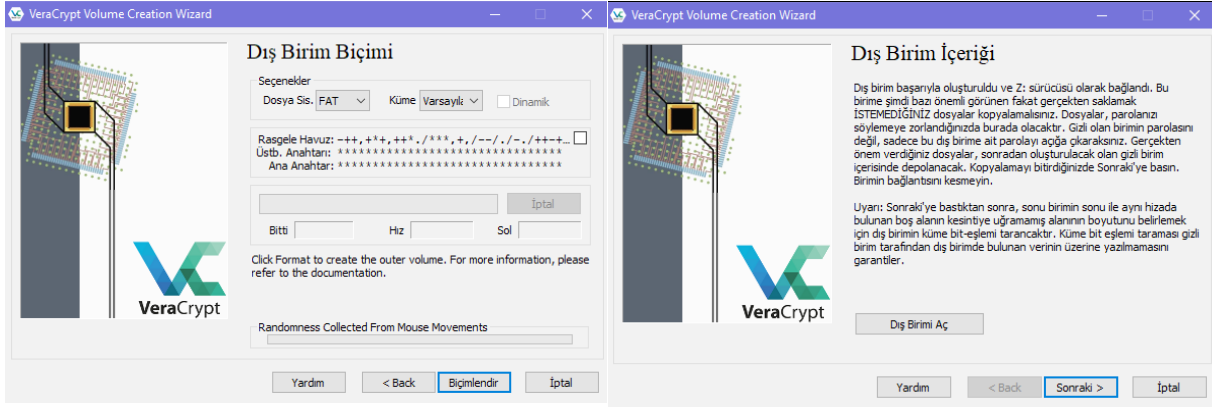 VeraCrypt Volume Creation Wizard
Dış Birim Biçimi
Seçenekler
Dosya Sis. FAT Küme Varsayılı Dinamik
Rasgele Havuz: -++,+*+,++*./***,+,/--/./-./++-+...
Üstb. Anahtarı: ********************************
Ana Anahtar: ********************************
İptal
Bitti Hız Sol
Click Format to create the outer volume. For more information, please
refer to the documentation.
Randomness Collected From Mouse Movements
VeraCrypt
Yardım < Back Biçimlendir İptal
VeraCrypt Volume Creation Wizard
Dış Birim İçeriği
Dış birim başarıyla oluşturuldu ve Z: sürücüsü olarak bağlandı. Bu
birime şimdi bazı önemli görünen fakat gerçekten saklamak
İSTEMEDİĞİNİZ dosyalar kopyalamalısınız. Dosyalar, parolanızı
söylemeye zorlandığınızda burada olacaktır. Gizli olan birimin parolasını
değil, sadece bu dış birime ait parolayı açığa çıkaraksınız. Gerçekten
önem verdiğiniz dosyalar, sonradan oluşturulacak olan gizli birim
içerisinde depolanacak. Kopyalamayı bitirdiğinizde Sonraki'ye basın.
Birimin bağlantısını kesmeyin.
Uyarı: Sonraki'ye bastıktan sonra, sonu birimin sonu ile aynı hizada
bulunan boş alanın kesintiye uğramamış alanının boyutunu belirlemek
için dış birimin küme bit-eşlemi tarancaktır. Küme bit eşlemi taraması gizli
birim tarafından dış birimde bulunan verinin üzerine yazılmamasını
garantiler.
VeraCrypt
Dış Birimi Aç
Yardım < Back Sonraki > İptal